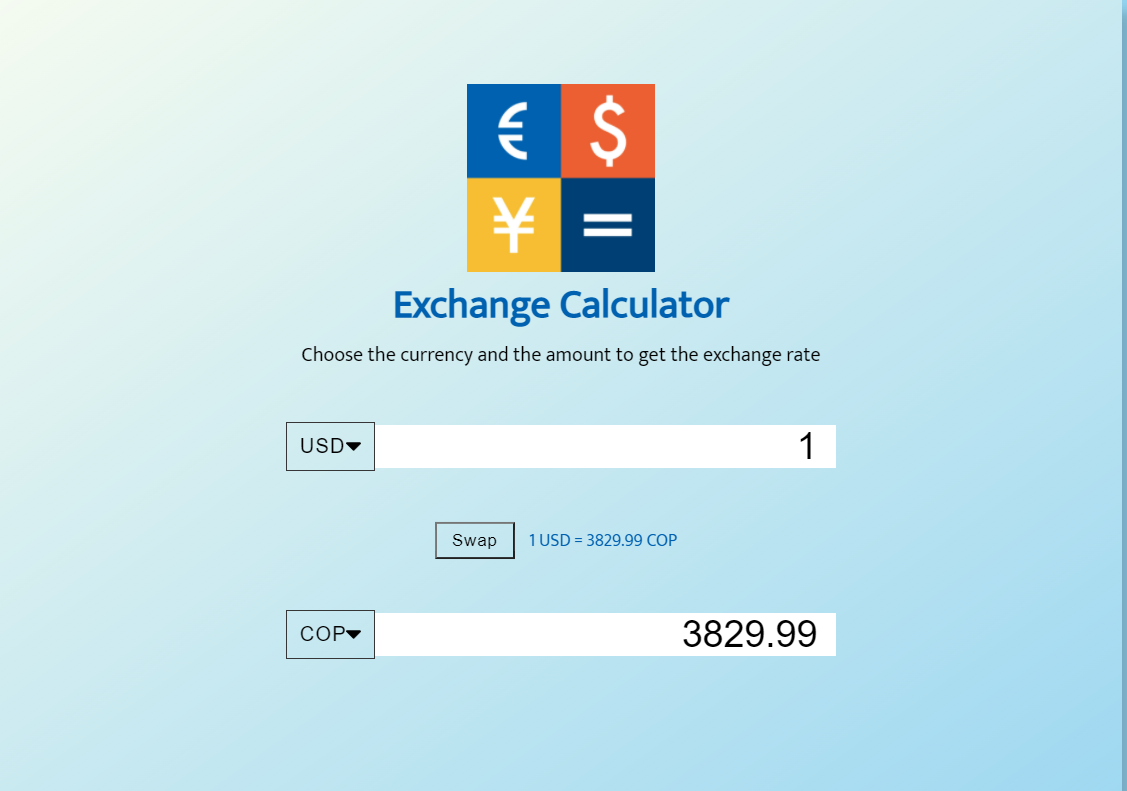 € $
¥ =
Exchange Calculator
Choose the currency and the amount to get the exchange rate
USD 1
Swap 1 USD = 3829.99 COP
COP 3829.99